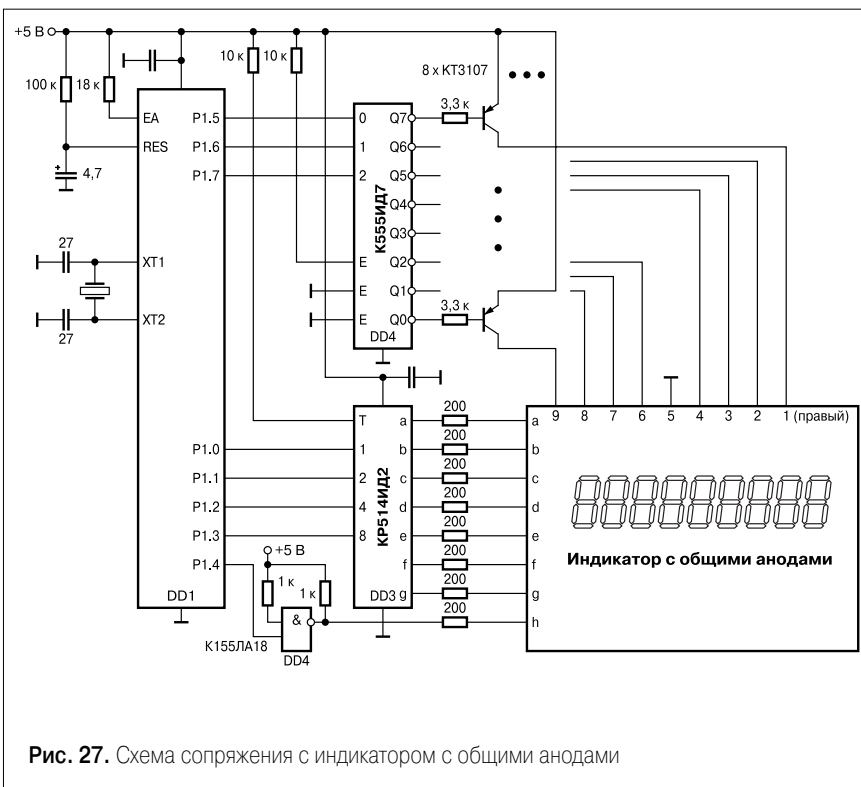 +5 В
10 к 10 к
8 x KT3107
100 к 18 к
3,3 к
EA P1.5 0 Q7
RES P1.6 1 Q6
4,7 P1.7 2 Q5
К555ИД7
Q4
Q3
27
XT1 E Q2
E Q1
3,3 к
XT2 E Q0
27
DD4
200
9 8 7 6 5 4 3 2 1 (правый)
T a a
200
P1.0 1 b b
200
P1.1 2 c c
КР514ИД2
200
P1.2 4 d d
200
P1.3 8 e e
Индикатор с общими анодами
+5 В
200
P1.4 f f
200
1 к 1 к
DD1 DD3 g g
200
& h
К155ЛА18
DD4
Рис. 27. Схема сопряжения с индикатором с общими анодами